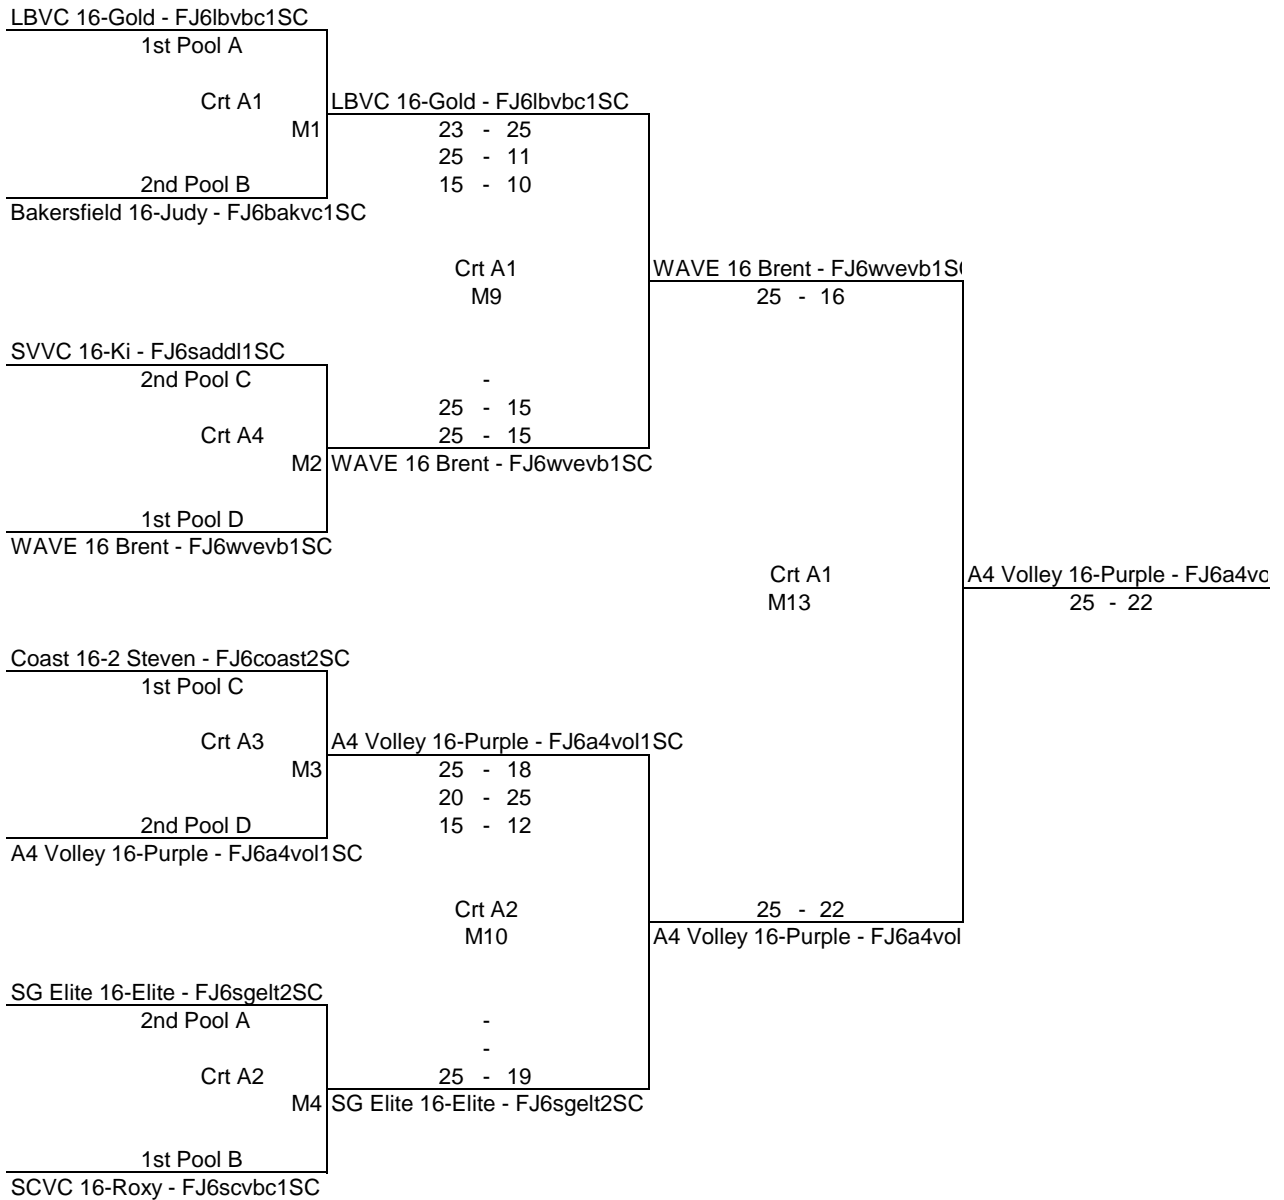 LBVC 16-Gold - FJ6lbvbc1SC
1st Pool A
Crt A1
LBVC 16-Gold - FJ6lbvbc1SC
M1
23 - 25
25 - 11
2nd Pool B
15 - 10
Bakersfield 16-Judy - FJ6bakvc1SC
Crt A1
WAVE 16 Brent - FJ6wvevb1S
M9
25 - 16
SVVC 16-Ki - FJ6saddl1SC
2nd Pool C
-
25 - 15
Crt A4
25 - 15
M2
WAVE 16 Brent - FJ6wvevb1SC
1st Pool D
WAVE 16 Brent - FJ6wvevb1SC
Crt A1
A4 Volley 16-Purple - FJ6a4vo
M13
25 - 22
Coast 16-2 Steven - FJ6coast2SC
1st Pool C
Crt A3
A4 Volley 16-Purple - FJ6a4vol1SC
M3
25 - 18
20 - 25
2nd Pool D
15 - 12
A4 Volley 16-Purple - FJ6a4vol1SC
Crt A2
25 - 22
M10
A4 Volley 16-Purple - FJ6a4vol
SG Elite 16-Elite - FJ6sgelt2SC
2nd Pool A
-
-
Crt A2
25 - 19
M4
SG Elite 16-Elite - FJ6sgelt2SC
1st Pool B
SCVC 16-Roxy - FJ6scvbc1SC